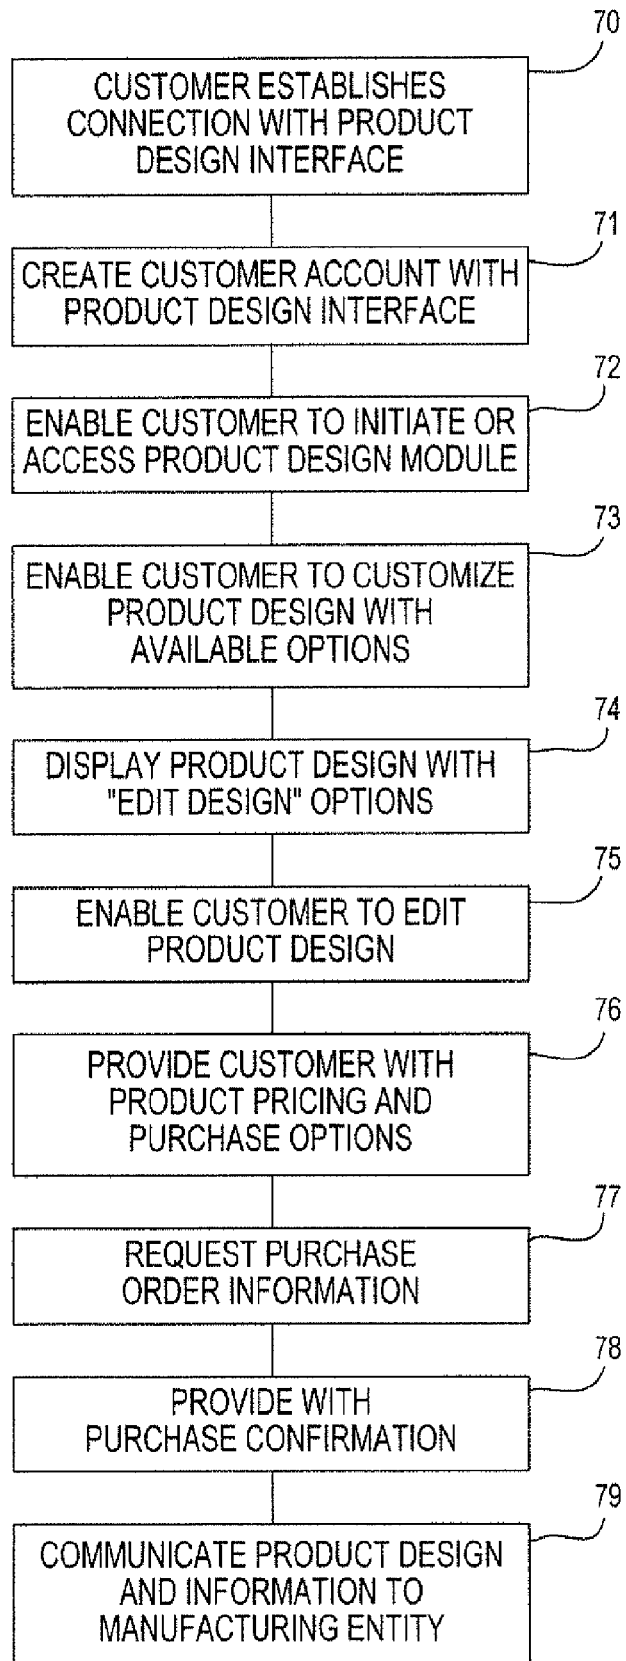 70
CUSTOMER ESTABLISHES
CONNECTION WITH PRODUCT
DESIGN INTERFACE
71
CREATE CUSTOMER ACCOUNT WITH
PRODUCT DESIGN INTERFACE
72
ENABLE CUSTOMER TO INITIATE OR
ACCESS PRODUCT DESIGN MODULE
73
ENABLE CUSTOMER TO CUSTOMIZE
PRODUCT DESIGN WITH
AVAILABLE OPTIONS
74
DISPLAY PRODUCT DESIGN WITH
"EDIT DESIGN" OPTIONS
75
ENABLE CUSTOMER TO EDIT
PRODUCT DESIGN
76
PROVIDE CUSTOMER WITH
PRODUCT PRICING AND
PURCHASE OPTIONS
77
REQUEST PURCHASE
ORDER INFORMATION
78
PROVIDE WITH
PURCHASE CONFIRMATION
79
COMMUNICATE PRODUCT DESIGN
AND INFORMATION TO
MANUFACTURING ENTITY